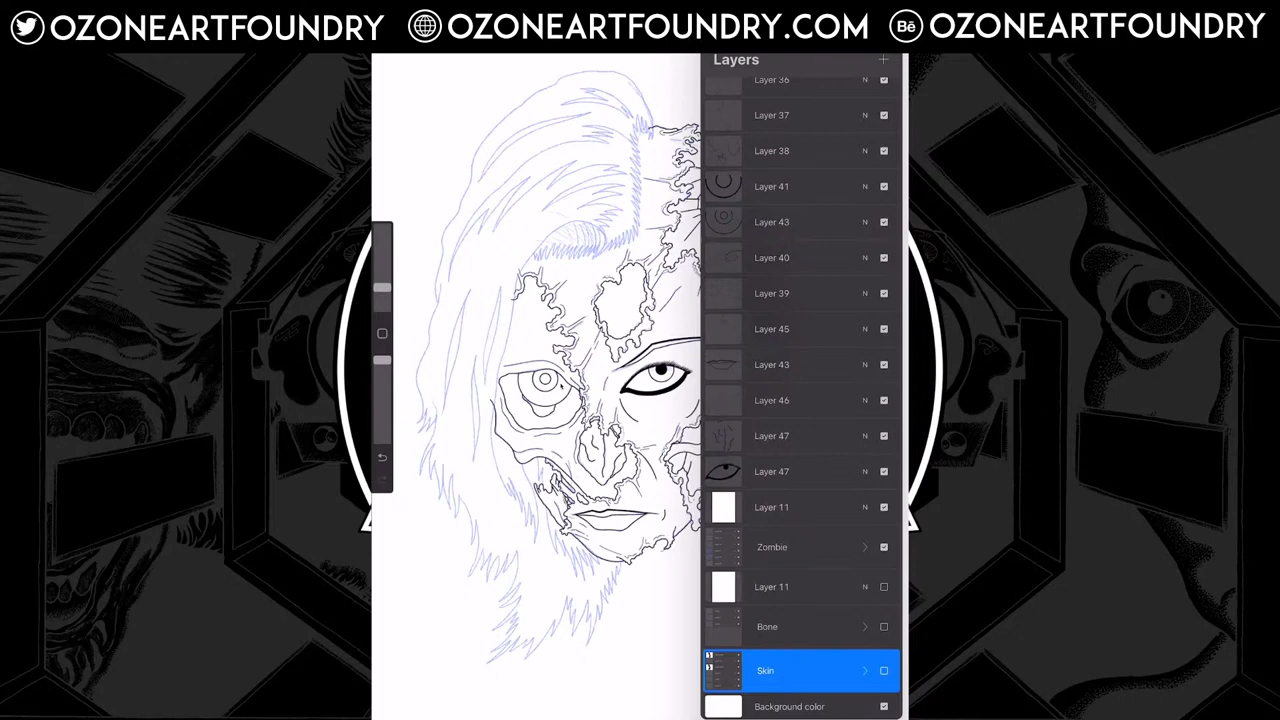 OZONEARTFOUNDRY OZONEARTFOUNDRY.COM Bē OZONEARTFOUNDRY
Layers +
Layer 36 N
Layer 37 N
Layer 38 N
Layer 41 N
Layer 43 N
Layer 40 N
Layer 39 N
Layer 45 N
Layer 43 N
Layer 46 N
Layer 47 N
Layer 47 N
Layer 11 N
Zombie
Layer 11 N
Bone
Skin
Background color